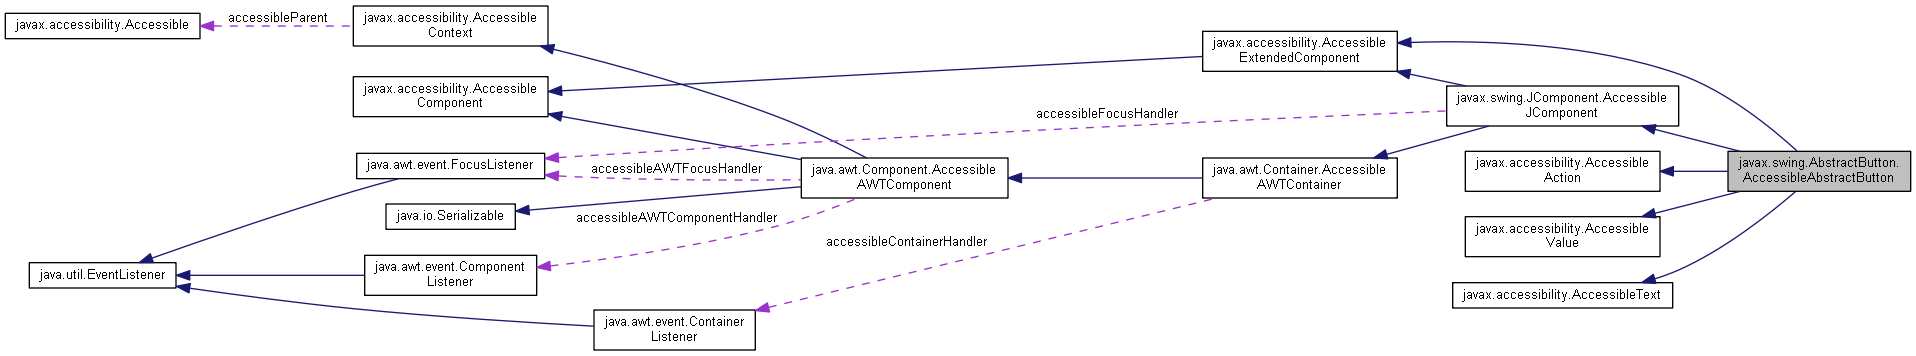 javax.accessibility.Accessible
accessibleParent
javax.accessibility.Accessible
Context
javax.accessibility.Accessible
Component
java.awt.event.FocusListener
java.io.Serializable
java.util.EventListener
java.awt.event.Component
Listener
java.awt.event.Container
Listener
accessibleAWTFocusHandler
accessibleAWTComponentHandler
java.awt.Component.Accessible
AWTComponent
accessibleContainerHandler
accessibleFocusHandler
javax.accessibility.Accessible
ExtendedComponent
java.awt.Container.Accessible
AWTContainer
javax.swing.JComponent.Accessible
JComponent
javax.accessibility.Accessible
Action
javax.accessibility.Accessible
Value
javax.accessibility.AccessibleText
javax.swing.AbstractButton.
AccessibleAbstractButton